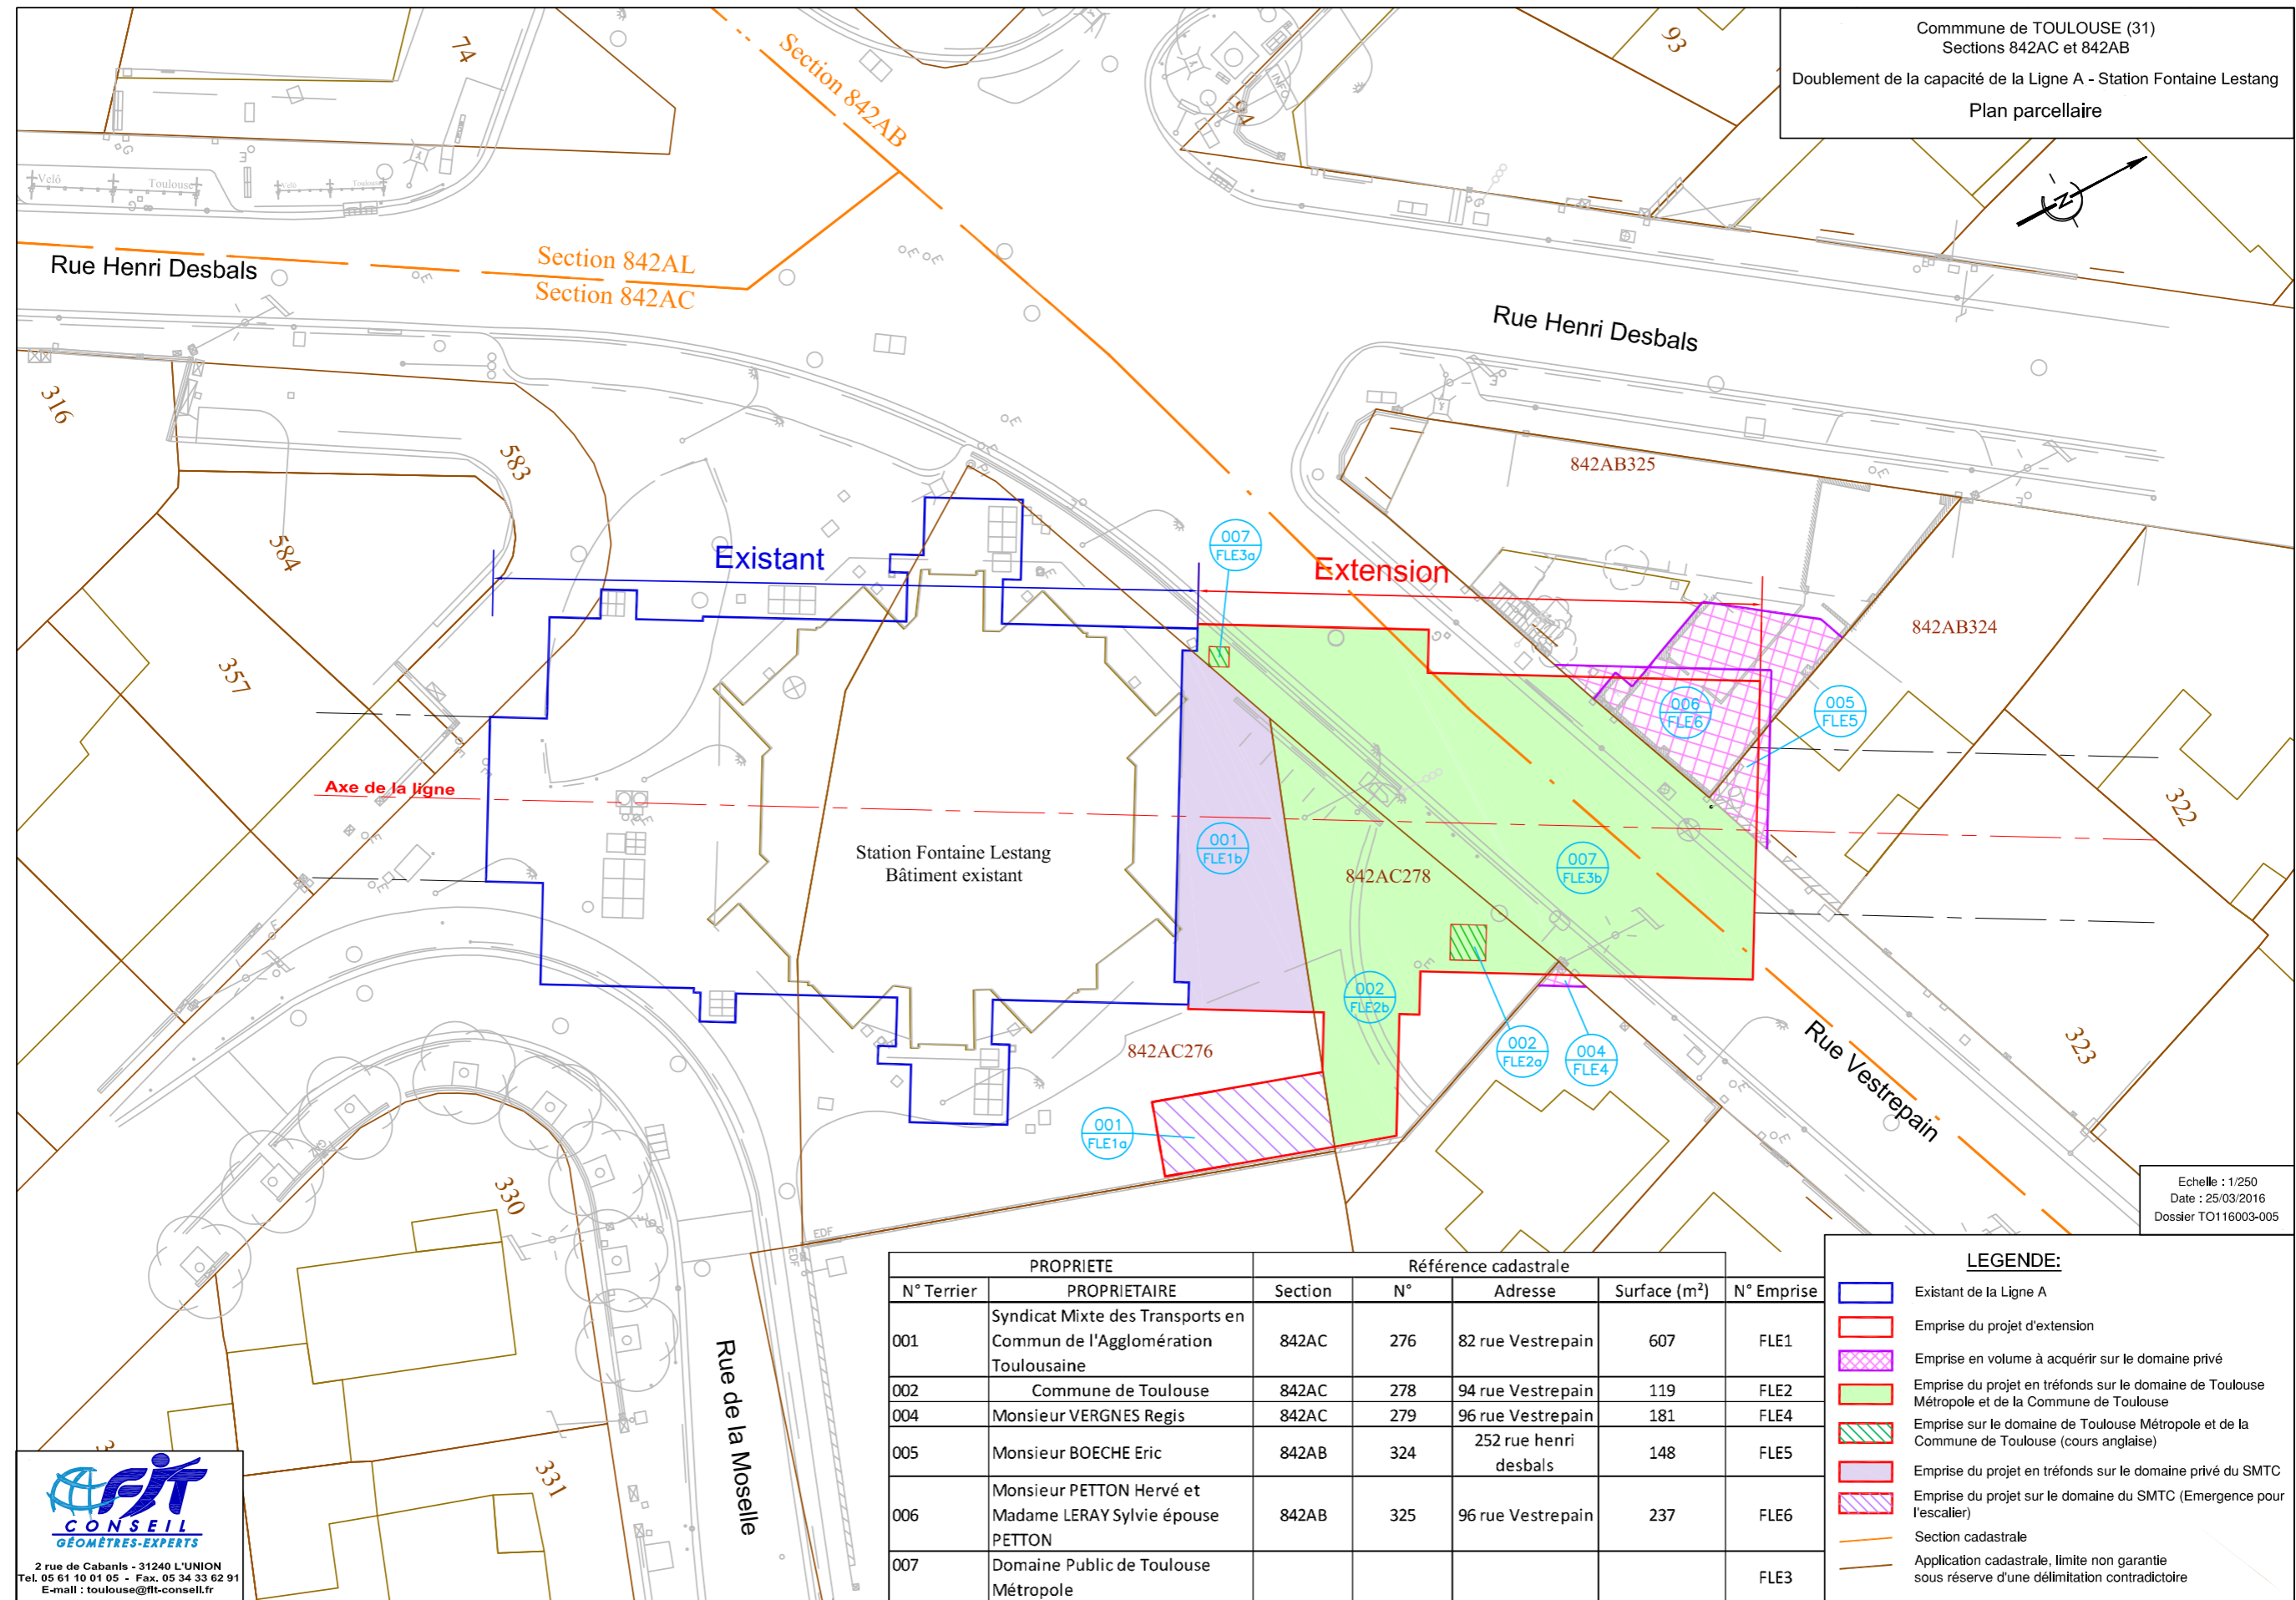 Commmune de TOULOUSE (31)
Sections 842AC et 842AB
Doublement de la capacité de la Ligne A - Station Fontaine Lestang
Plan parcellaire
N
74
93
94
Section 842AB
INFO
Velô
Toulouse
Velô
Toulouse
Section 842AL
Section 842AC
Rue Henri Desbals
Rue Henri Desbals
316
583
584
357
842AB325
842AB324
Existant
Extension
007
FLE3a
006
FLE6
005
FLE5
Axe de la ligne
Station Fontaine Lestang
Bâtiment existant
001
FLE1b
842AC278
007
FLE3b
322
002
FLE2b
002
FLE2a
004
FLE4
842AC276
001
FLE1a
Rue Vestrepain
323
330
331
EDF
EDF
Rue de la Moselle
Echelle : 1/250
Date : 25/03/2016
Dossier TO116003-005
PROPRIETE Référence cadastrale
N° Terrier PROPRIETAIRE Section N° Adresse Surface (m²) N° Emprise
001 Syndicat Mixte des Transports en Commun de l'Agglomération Toulousaine 842AC 276 82 rue Vestrepain 607 FLE1
002 Commune de Toulouse 842AC 278 94 rue Vestrepain 119 FLE2
004 Monsieur VERGNES Regis 842AC 279 96 rue Vestrepain 181 FLE4
005 Monsieur BOECHE Eric 842AB 324 252 rue henri desbals 148 FLE5
006 Monsieur PETTON Hervé et Madame LERAY Sylvie épouse PETTON 842AB 325 96 rue Vestrepain 237 FLE6
007 Domaine Public de Toulouse Métropole FLE3
LEGENDE:
Existant de la Ligne A
Emprise du projet d'extension
Emprise en volume à acquérir sur le domaine privé
Emprise du projet en tréfonds sur le domaine de Toulouse
Métropole et de la Commune de Toulouse
Emprise sur le domaine de Toulouse Métropole et de la
Commune de Toulouse (cours anglaise)
Emprise du projet en tréfonds sur le domaine privé du SMTC
Emprise du projet sur le domaine du SMTC (Emergence pour
l'escalier)
Section cadastrale
Application cadastrale, limite non garantie
sous réserve d'une délimitation contradictoire
FIT
CONSEIL
GÉOMÈTRES-EXPERTS
2 rue de Cabanis - 31240 L'UNION
Tel. 05 61 10 01 05 - Fax. 05 34 33 62 91
E-mail : toulouse@fit-conseil.fr